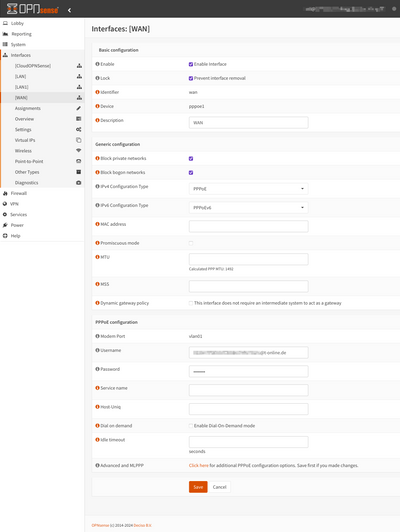 OPNsense
Lobby
Reporting
System
Interfaces
[CloudOPNSense]
[LAN]
[LAN1]
[WAN]
Assignments
Overview
Settings
Virtual IPs
Wireless
Point-to-Point
Other Types
Diagnostics
Firewall
VPN
Services
Power
Help
Interfaces: [WAN]
Basic configuration
Enable
Enable Interface
Lock
Prevent interface removal
Identifier
wan
Device
pppoe1
Description
WAN
Generic configuration
Block private networks
Block bogon networks
IPv4 Configuration Type
PPPoE
IPv6 Configuration Type
PPPoEv6
MAC address
Promiscuous mode
MTU
Calculated PPP MTU: 1492
MSS
Dynamic gateway policy
This interface does not require an intermediate system to act as a gateway
PPPoE configuration
Modem Port
vlan01
Username
@t-online.de
Password
Service name
Host-Uniq
Dial on demand
Enable Dial-On-Demand mode
Idle timeout
seconds
Advanced and MLPPP
Click here for additional PPPoE configuration options. Save first if you made changes.
Save
Cancel
OPNsense (c) 2014-2024 Deciso B.V.